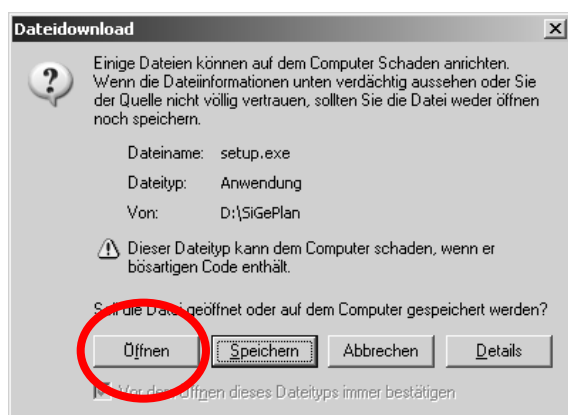 Dateidownload
Einige Dateien können auf dem Computer Schaden anrichten.
Wenn die Dateiinformationen unten verdächtig aussehen oder Sie
der Quelle nicht völlig vertrauen, sollten Sie die Datei weder öffnen
noch speichern.
Dateiname: setup.exe
Dateityp: Anwendung
Von: D:\SiGePlan
Dieser Dateityp kann dem Computer schaden, wenn er
bösartigen Code enthält.
Soll die Datei geöffnet oder auf dem Computer gespeichert werden?
Öffnen Speichern Abbrechen Details
Vor dem Öffnen dieses Dateityps immer bestätigen